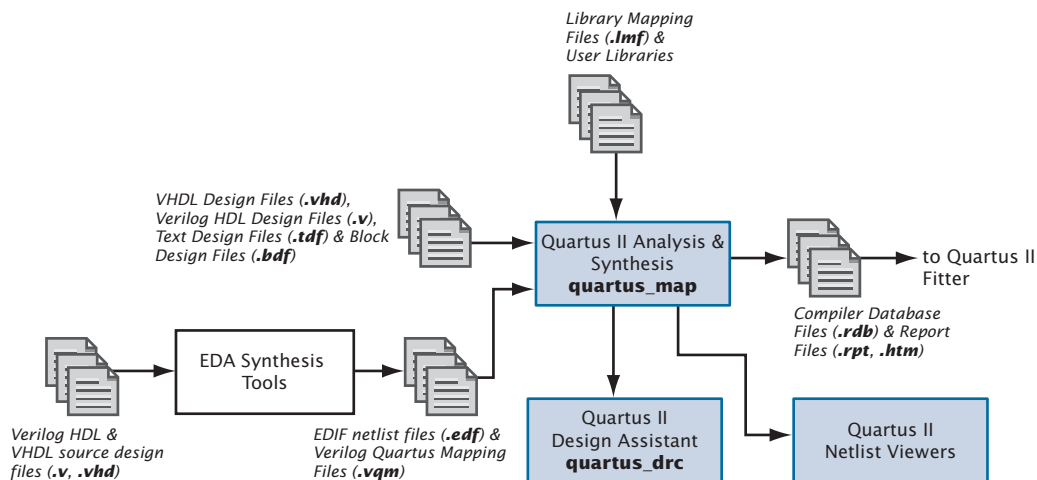 Library Mapping
Files (.lmf) &
User Libraries
VHDL Design Files (.vhd),
Verilog HDL Design Files (.v),
Text Design Files (.tdf) & Block
Design Files (.bdf)
Quartus II Analysis &
Synthesis
quartus_map
to Quartus II
Fitter
Compiler Database
Files (.rdb) & Report
Files (.rpt, .htm)
EDA Synthesis
Tools
Verilog HDL &
VHDL source design
files (.v, .vhd)
EDIF netlist files (.edf) &
Verilog Quartus Mapping
Files (.vqm)
Quartus II
Design Assistant
quartus_drc
Quartus II
Netlist Viewers